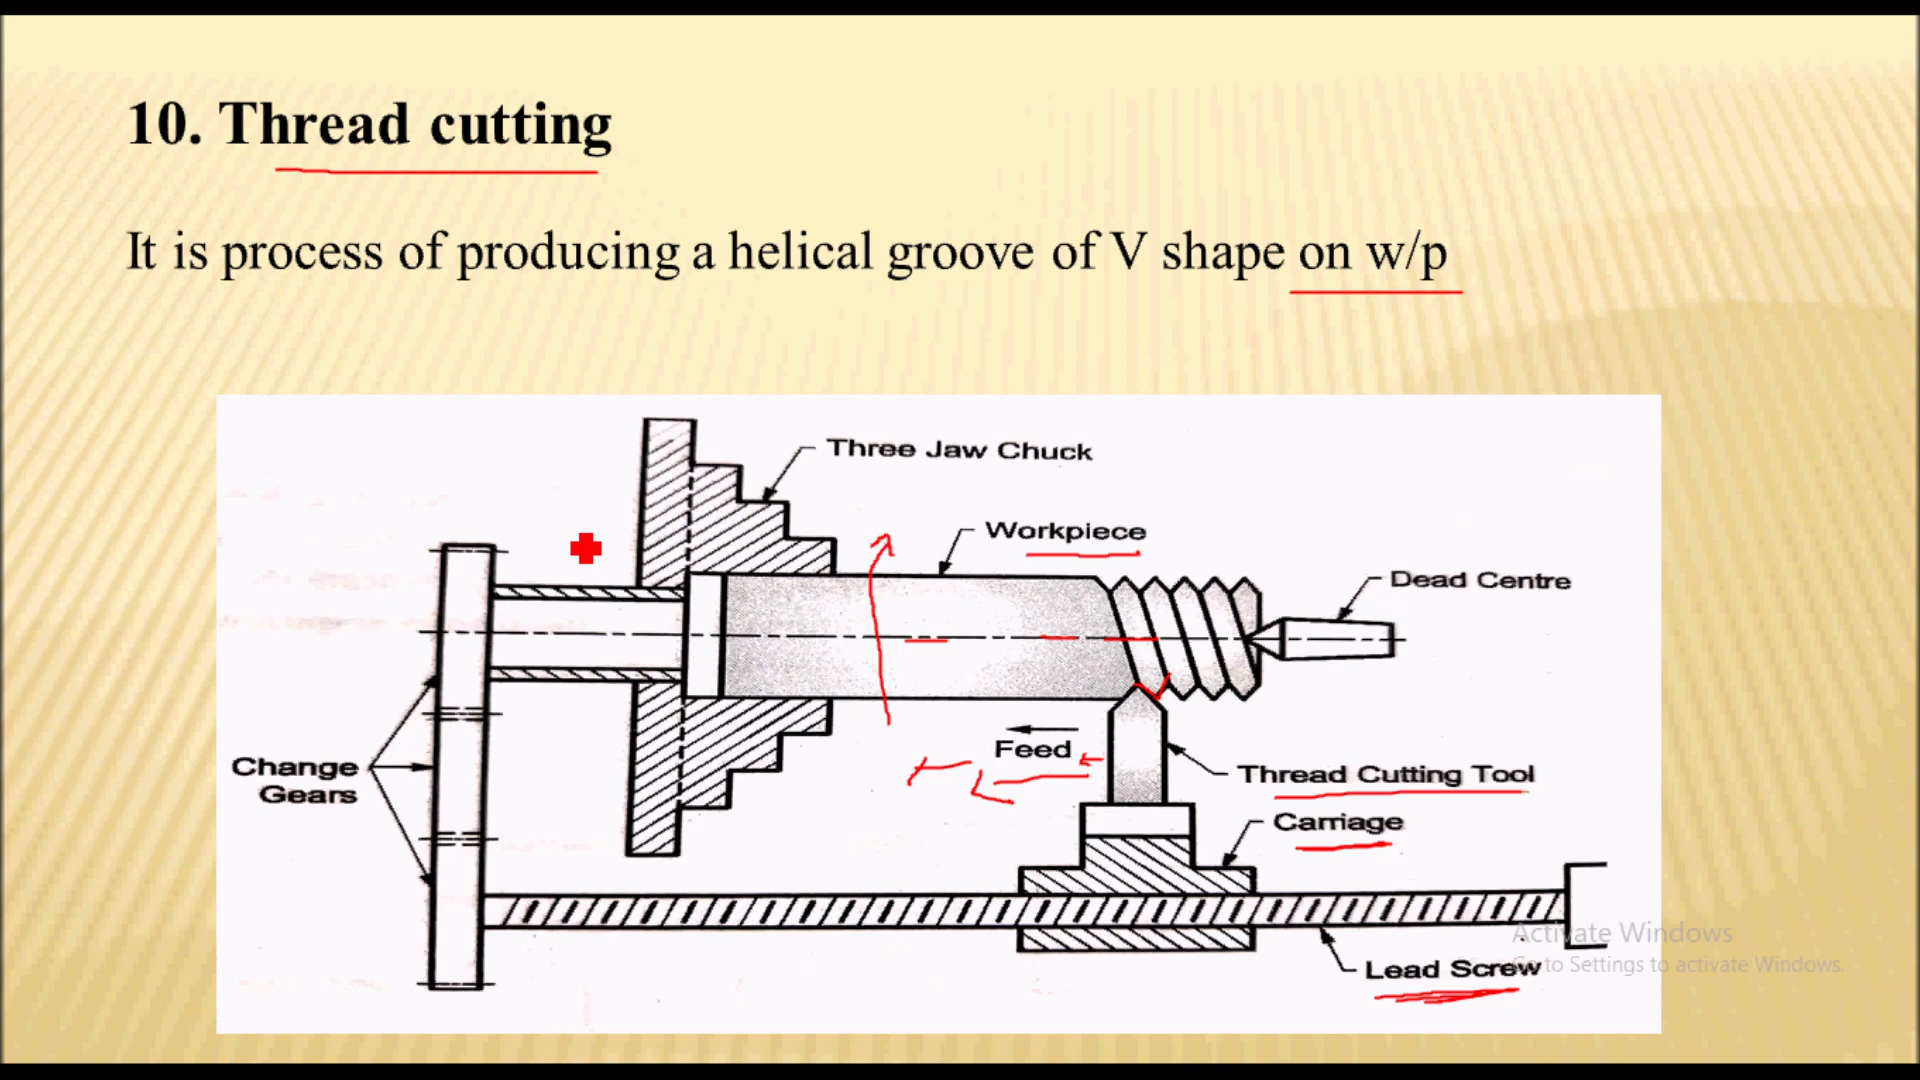 10. Thread cutting
It is process of producing a helical groove of V shape on w/p
Three Jaw Chuck
Workpiece
Dead Centre
Feed
Change
Gears
Thread Cutting Tool
Carriage
Lead Screw
Activate Windows
Go to Settings to activate Windows.